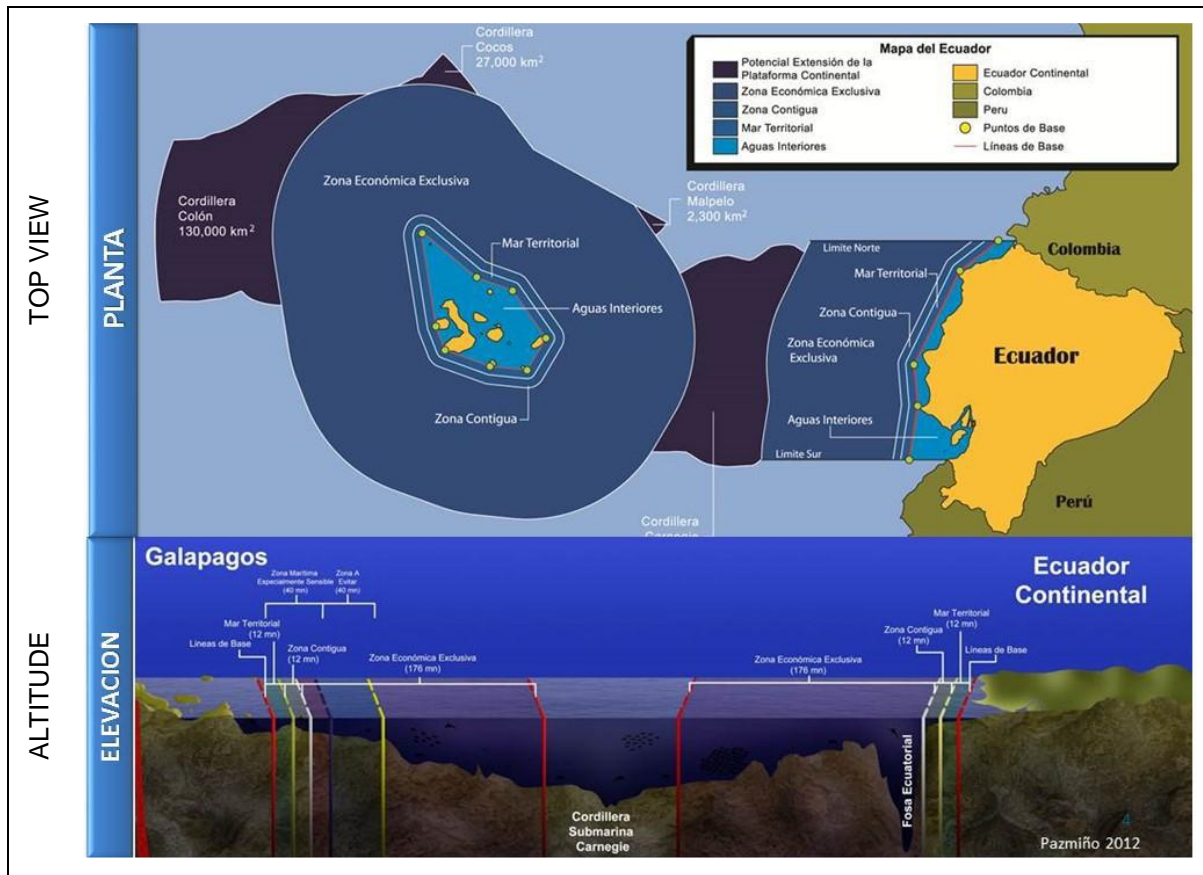 TOP VIEW
PLANTA
Cordillera
Cocos
27,000 km²
Mapa del Ecuador
Potencial Extensión de la
Plataforma Continental
Zona Económica Exclusiva
Zona Contigua
Mar Territorial
Aguas Interiores
Ecuador Continental
Colombia
Peru
Puntos de Base
Líneas de Base
Zona Económica Exclusiva
Cordillera
Colón
130,000 km²
Cordillera
Malpelo
2,300 km²
Mar Territorial
Aguas Interiores
Zona Contigua
Limite Norte
Mar Territorial
Zona Contigua
Zona Económica
Exclusiva
Aguas Interiores
Limite Sur
Colombia
Ecuador
Perú
Cordillera
Carnegie
ALTITUDE
ELEVACION
Galapagos
Ecuador
Continental
Zona Marítima
Especialmente Sensible
(40 mn)
Zona A
Evitar
(40 mn)
Mar Territorial
(12 mn)
Líneas de Base
Zona Contigua
(12 mn)
Zona Económica Exclusiva
(176 mn)
Zona Económica Exclusiva
(176 mn)
Zona Contigua
(12 mn)
Mar Territorial
(12 mn)
Líneas de Base
Cordillera
Submarina
Carnegie
Fosa Ecuatorial
4
Pazmiño 2012